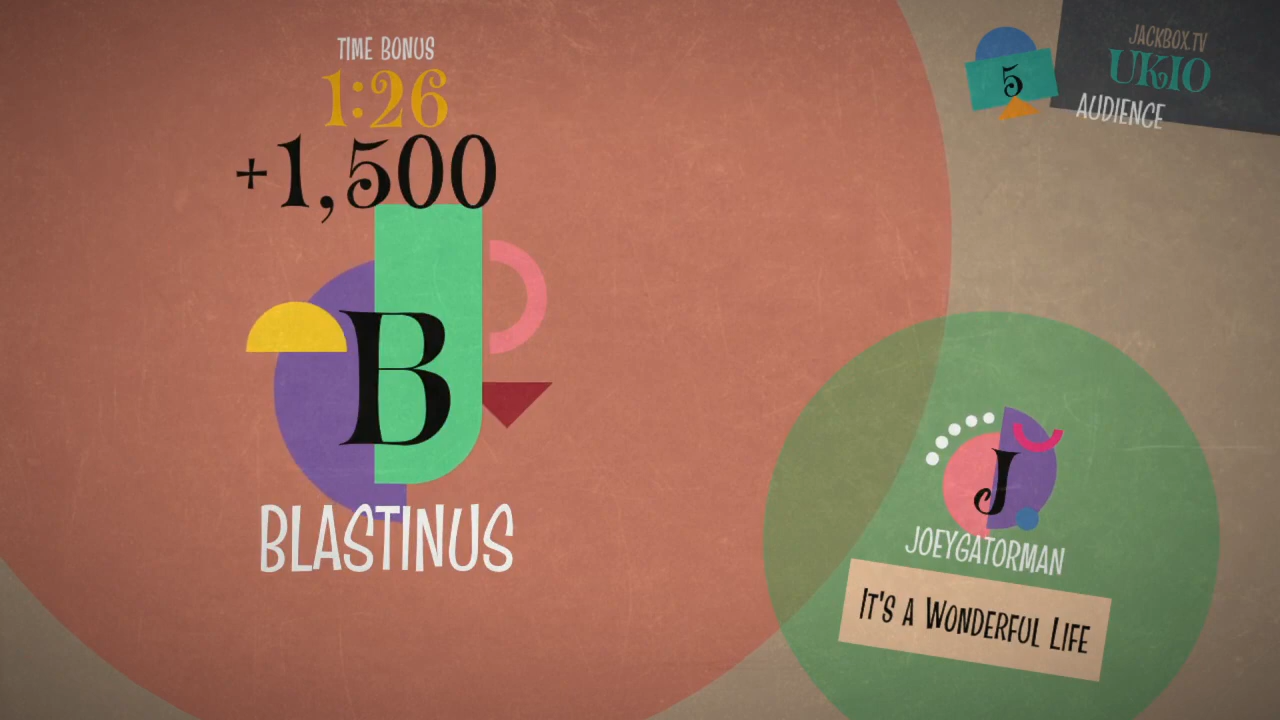 TIME BONUS
1:26
+1,500
B
BLASTINUS
5
JACKBOX.TV
UKIO
AUDIENCE
J
JOEYGATORMAN
IT'S A WONDERFUL LIFE